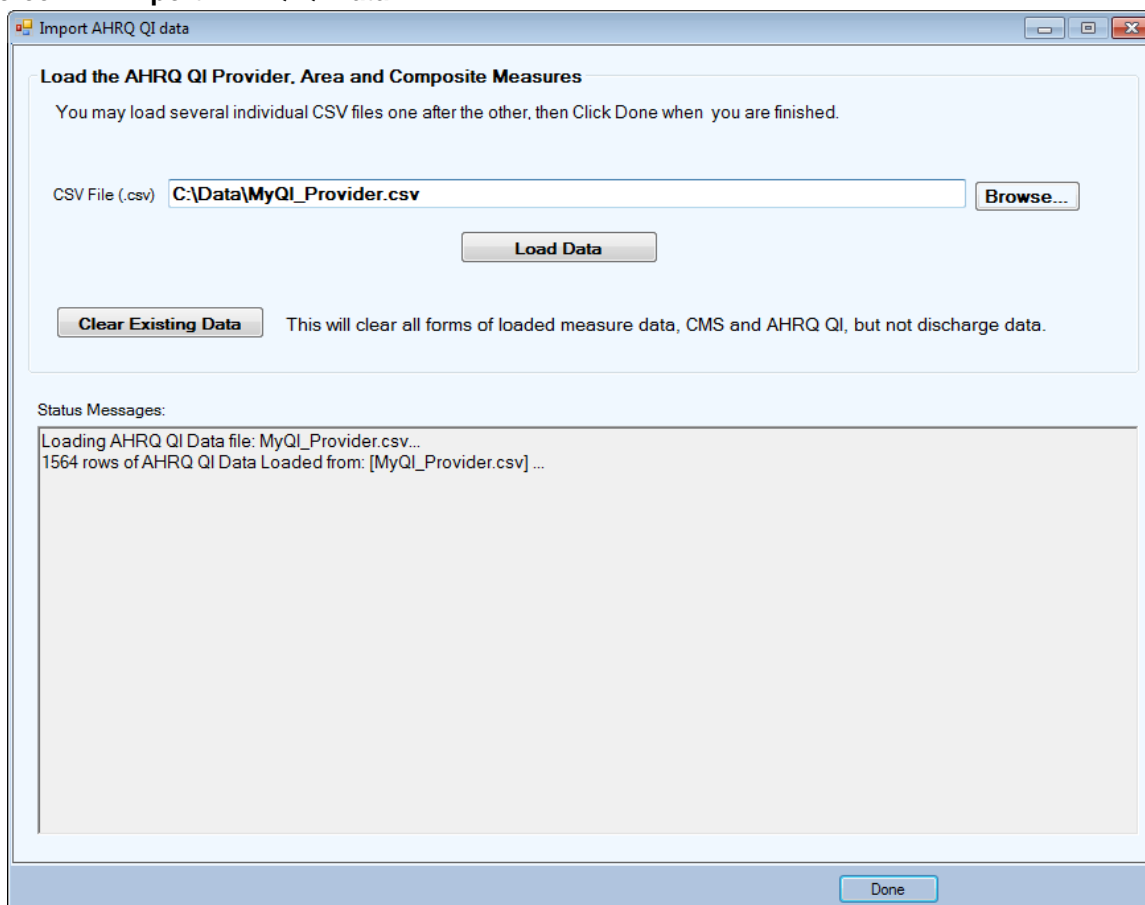 Import AHRQ QI data
Load the AHRQ QI Provider, Area and Composite Measures
You may load several individual CSV files one after the other, then Click Done when you are finished.
CSV File (.csv) C:\Data\MyQI_Provider.csv Browse...
Load Data
Clear Existing Data This will clear all forms of loaded measure data, CMS and AHRQ QI, but not discharge data.
Status Messages:
Loading AHRQ QI Data file: MyQI_Provider.csv...
1564 rows of AHRQ QI Data Loaded from: [MyQI_Provider.csv] ...
Done